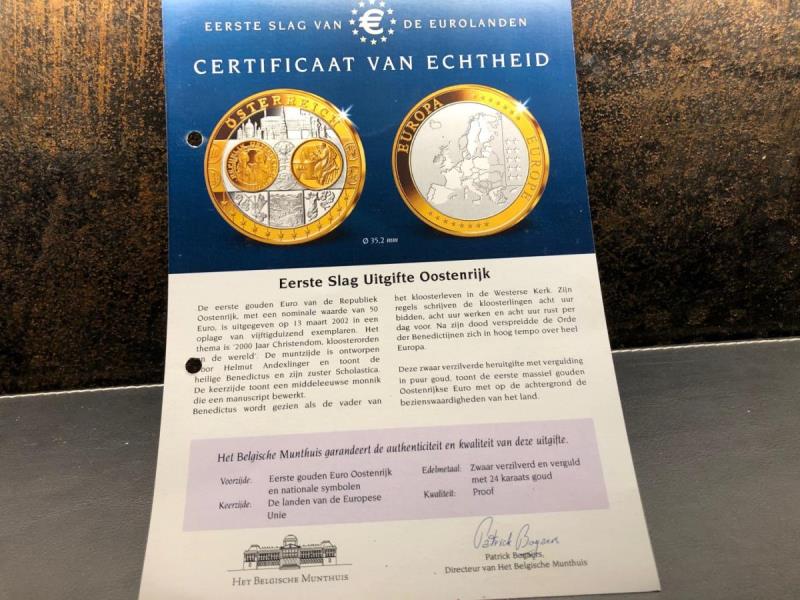 EERSTE SLAG VAN € DE EUROLANDEN
CERTIFICAAT VAN ECHTHEID
ÖSTERREICH
EUROPA
EUROPE
Ø 35,2 mm
Eerste Slag Uitgifte Oostenrijk
De eerste gouden Euro van de Republiek
Oostenrijk, met een nominale waarde van 50
Euro, is uitgegeven op 13 maart 2002 in een
oplage van vijftigduizend exemplaren. Het
thema is '2000 Jaar Christendom, kloosterorden
in de wereld'. De muntzijde is ontworpen
door Helmut Andexlinger en toont de
heilige Benedictus en zijn zuster Scholastica.
De keerzijde toont een middeleeuwse monnik
die een manuscript bewerkt.
Benedictus wordt gezien als de vader van
het kloosterleven in de Westerse Kerk. Zijn
regels schrijven de kloosterlingen acht uur
bidden, acht uur werken en acht uur rust per
dag voor. Na zijn dood verspreidde de Orde
der Benedictijnen zich in hoog tempo over heel
Europa.
Deze zwaar verzilverde heruitgifte met verguldig
in puur goud, toont de eerste massief gouden
Oostenrijkse Euro met op de achtergrond de
bezienswaardigheden van het land.
Het Belgische Munthuis garandeert de authenticiteit en kwaliteit van deze uitgifte.
Voorzijde: Eerste gouden Euro Oostenrijk
en nationale symbolen
Keerzijde: De landen van de Europese
Unie
Edelmetaal: Zwaar verzilverd en verguld
met 24 karaats goud
Kwaliteit: Proof
HET BELGISCHE MUNTHUIS
Patrick Bogaers,
Directeur van Het Belgische Munthuis